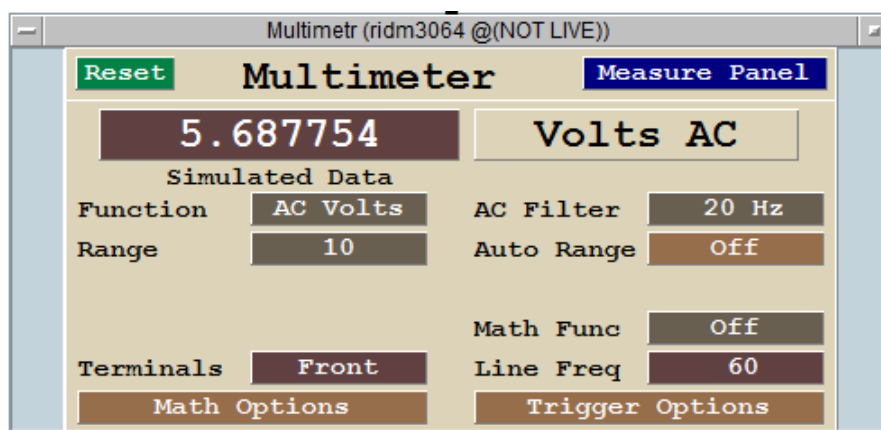 Multimetr (ridm3064 @(NOT LIVE))
Reset Multimeter Measure Panel
5.687754 Volts AC
Simulated Data
Function AC Volts AC Filter 20 Hz
Range 10 Auto Range Off
Math Func Off
Terminals Front Line Freq 60
Math Options Trigger Options